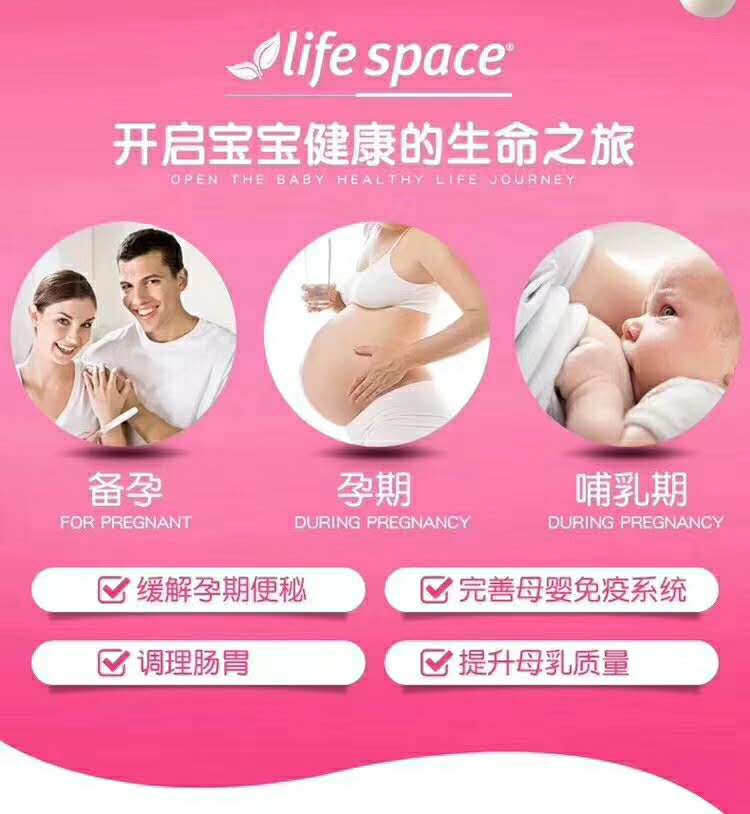 life space®
开启宝宝健康的生命之旅
OPEN THE BABY HEALTHY LIFE JOURNEY
备孕
FOR PREGNANT
孕期
DURING PREGNANCY
哺乳期
DURING PREGNANCY
缓解孕期便秘
完善母婴免疫系统
调理肠胃
提升母乳质量